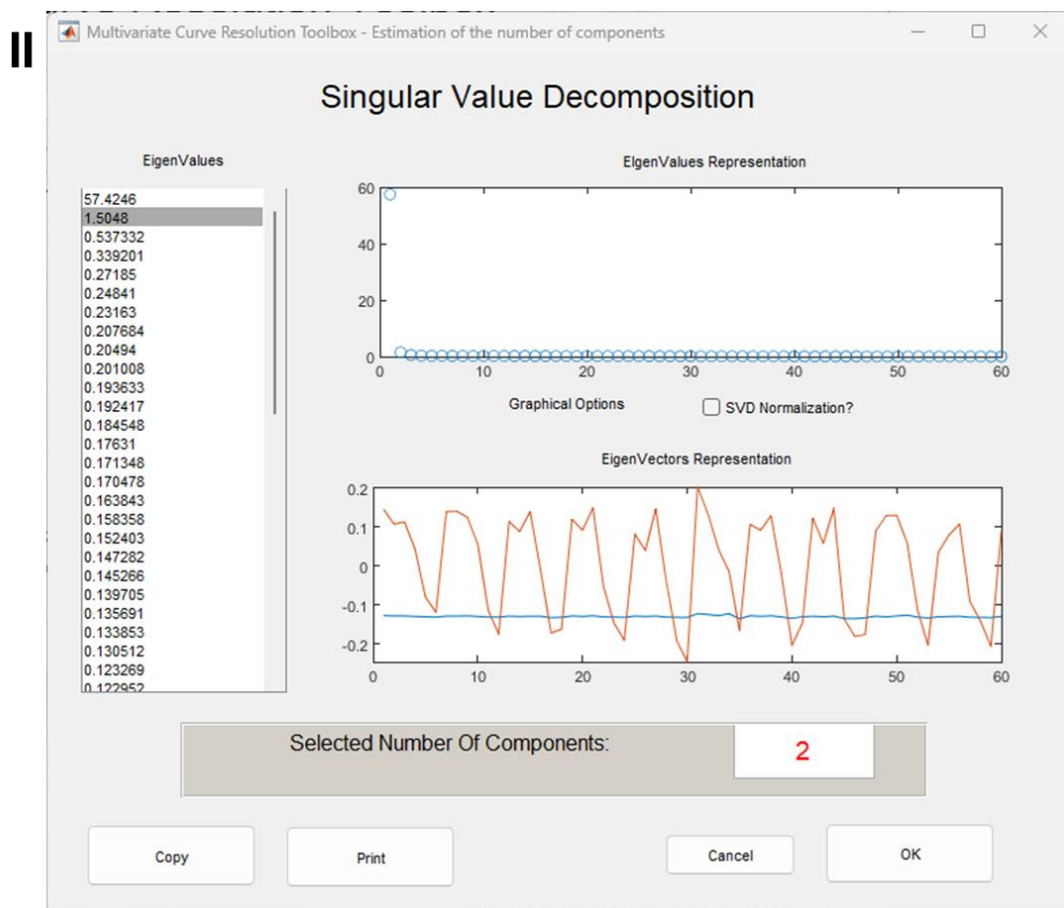 II
Multivariate Curve Resolution Toolbox - Estimation of the number of components
Singular Value Decomposition
EigenValues
57.4246
1.5048
0.537332
0.339201
0.27185
0.24841
0.23163
0.207684
0.20494
0.201008
0.193633
0.192417
0.184548
0.17631
0.171348
0.170478
0.163843
0.158358
0.152403
0.147282
0.145266
0.139705
0.135691
0.133853
0.130512
0.123269
0.122952
EIgenValues Representation
60
40
20
0
0 10 20 30 40 50 60
Graphical Options
SVD Normalization?
EigenVectors Representation
0.2
0.1
0
-0.1
-0.2
0 10 20 30 40 50 60
Selected Number Of Components:
2
Copy
Print
Cancel
OK